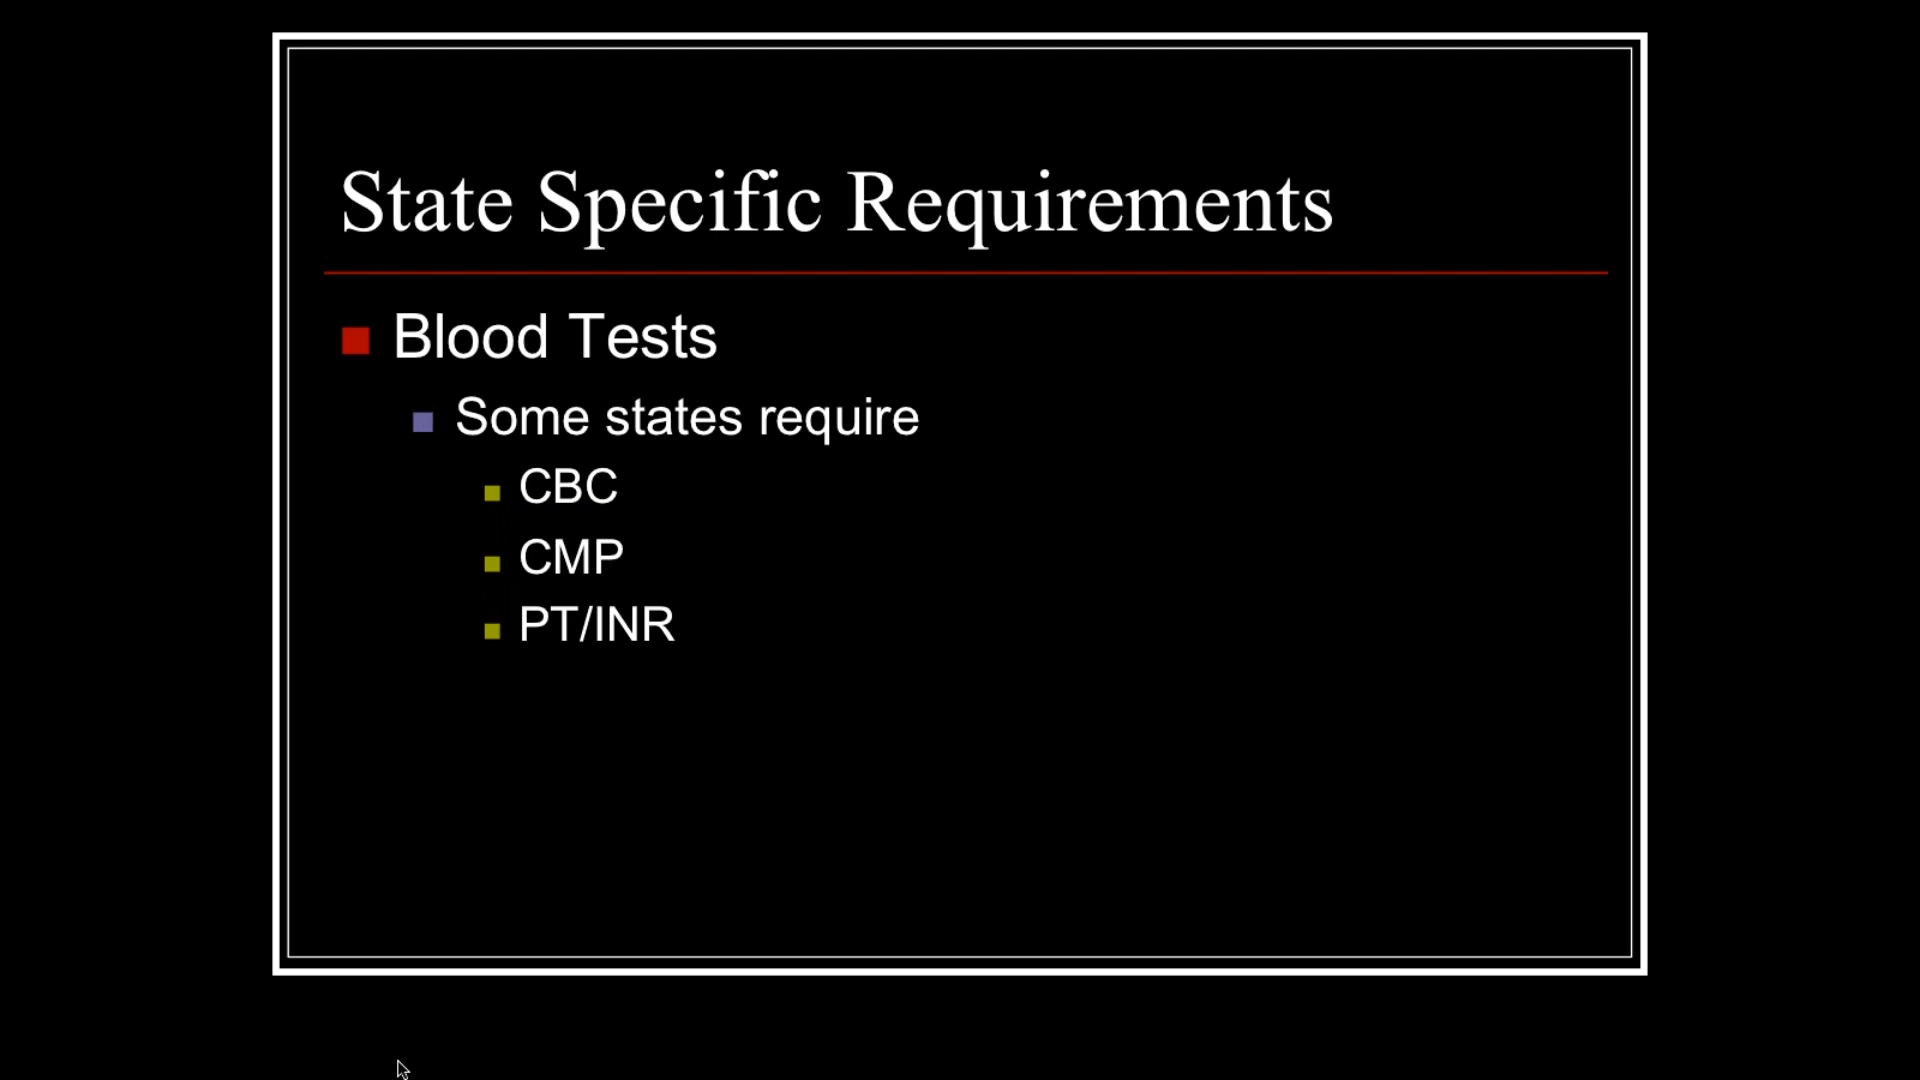 State Specific Requirements
Blood Tests
Some states require
CBC
CMP
PT/INR